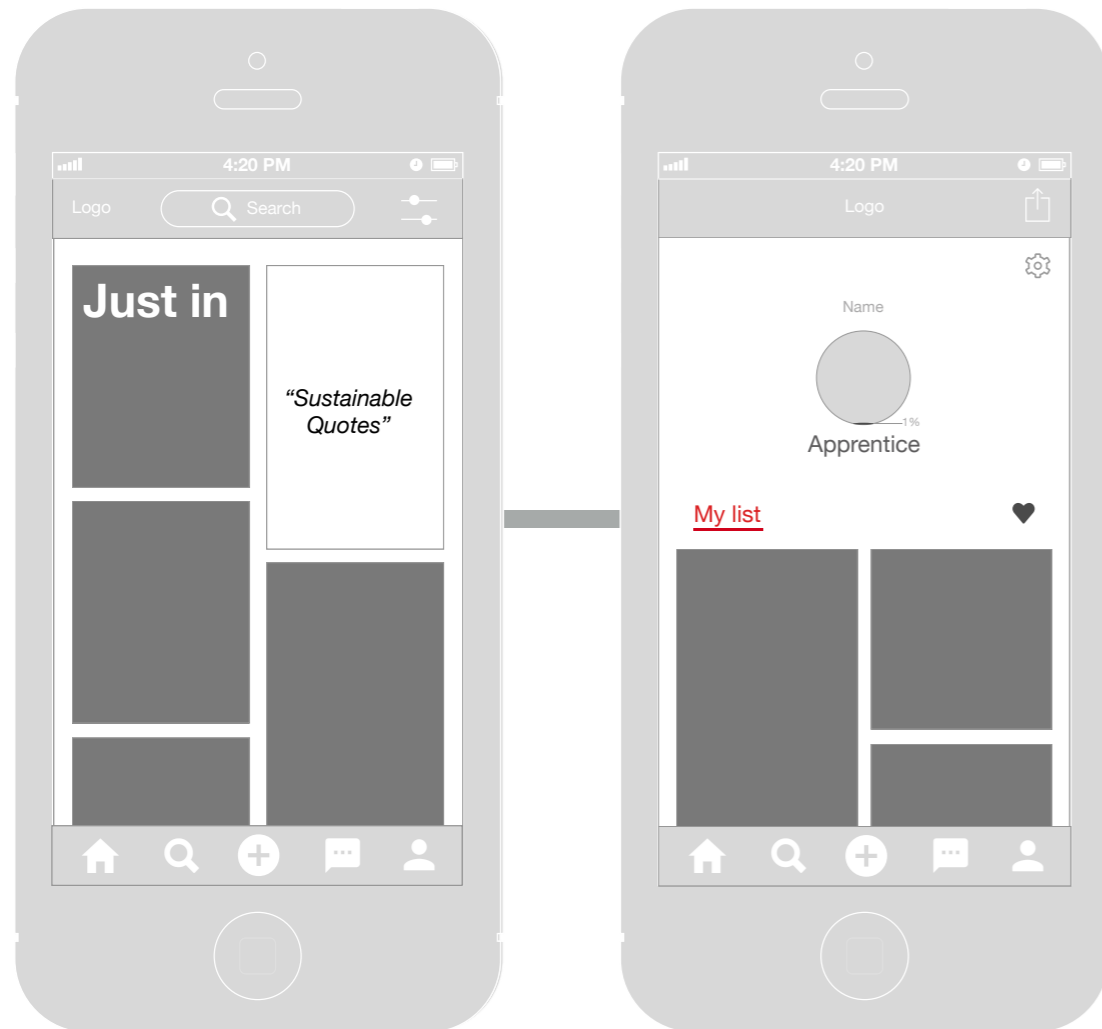 4:20 PM
Logo
Search
Just in
“Sustainable
Quotes”
4:20 PM
Logo
Name
1%
Apprentice
My list